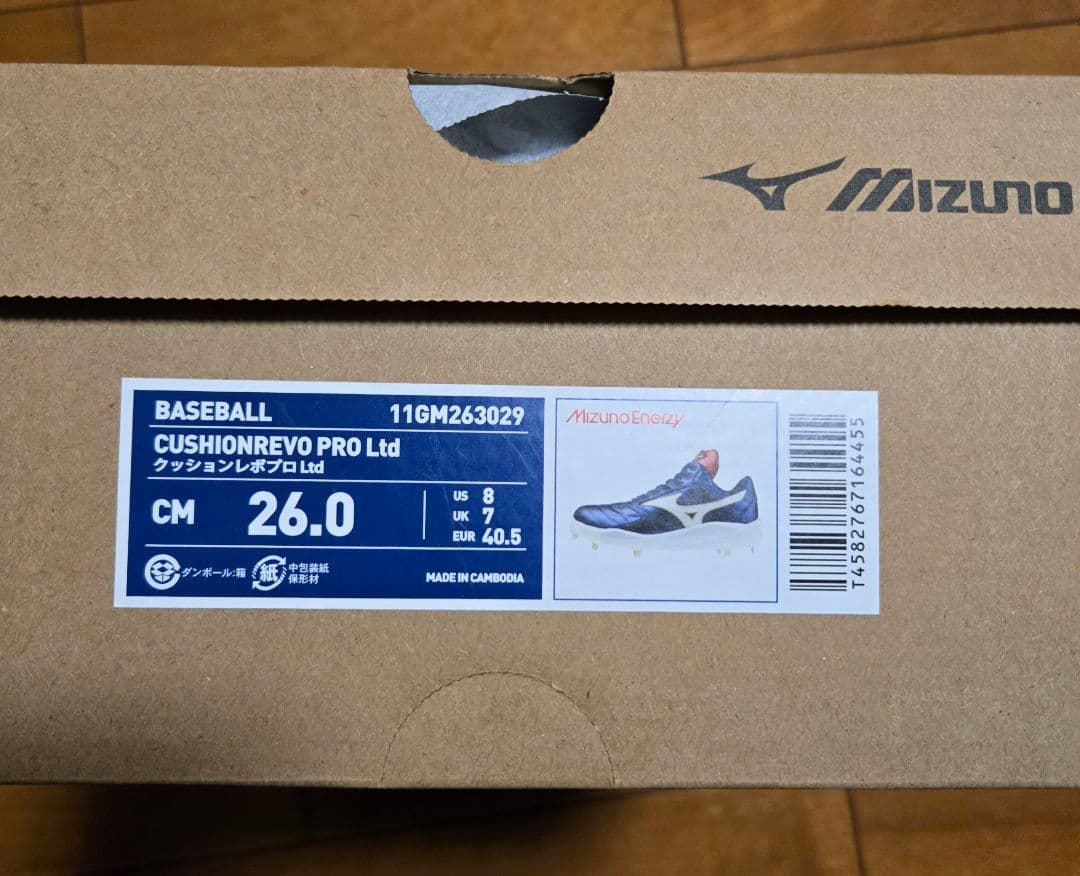 MIZUNO
BASEBALL 11GM263029
CUSHIONREVO PRO Ltd
クッションレボプロ Ltd
CM 26.0
US 8
UK 7
EUR 40.5
ダンボール:箱
紙 中包装紙
保形材
MADE IN CAMBODIA
Mizuno Enerzy
T4582767164455